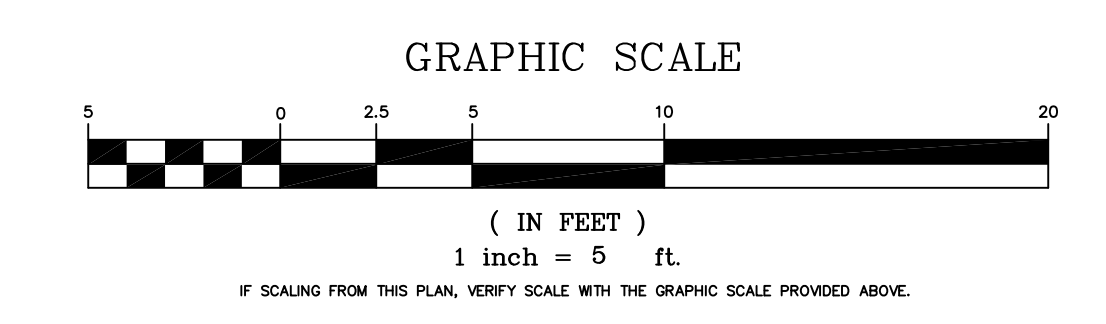 GRAPHIC SCALE
5 0 2.5 5 10 20
( IN FEET )
1 inch = 5 ft.
IF SCALING FROM THIS PLAN, VERIFY SCALE WITH THE GRAPHIC SCALE PROVIDED ABOVE.